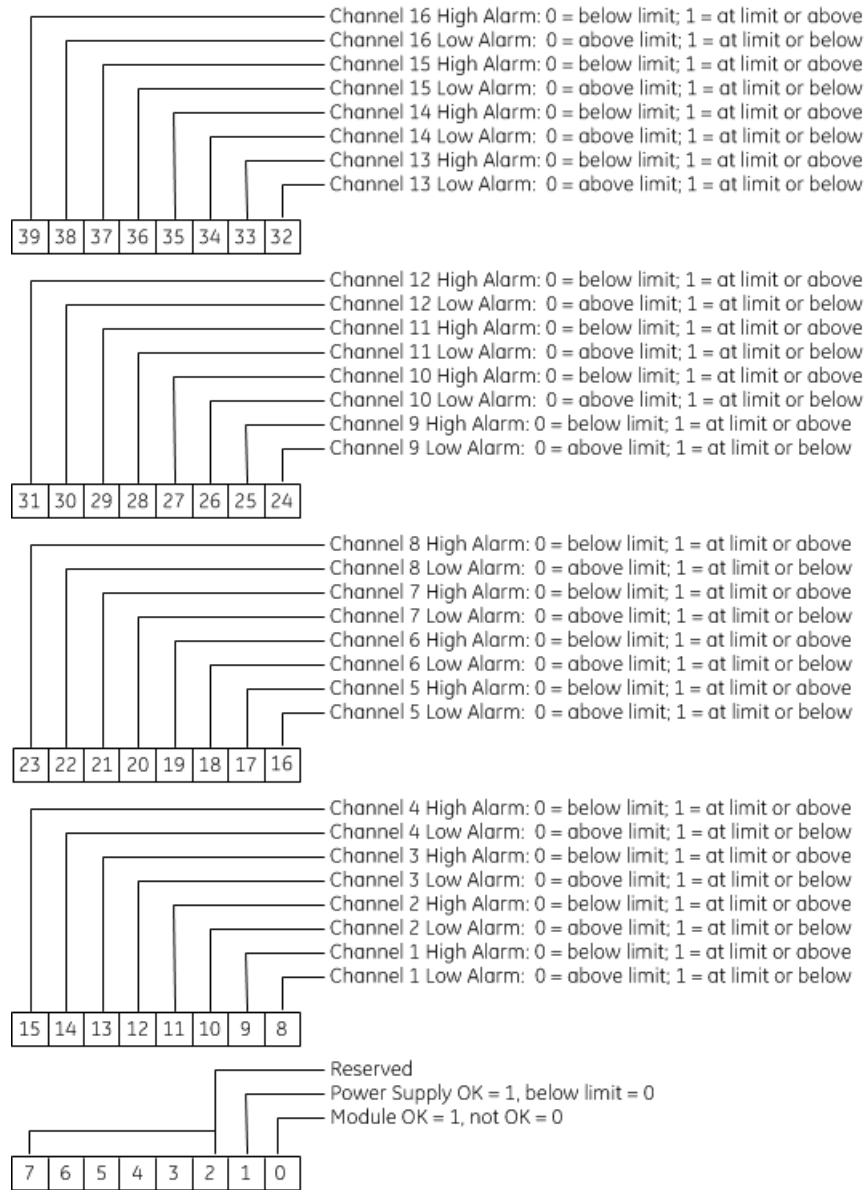 Channel 16 High Alarm: 0 = below limit; 1 = at limit or above
Channel 16 Low Alarm: 0 = above limit; 1 = at limit or below
Channel 15 High Alarm: 0 = below limit; 1 = at limit or above
Channel 15 Low Alarm: 0 = above limit; 1 = at limit or below
Channel 14 High Alarm: 0 = below limit; 1 = at limit or above
Channel 14 Low Alarm: 0 = above limit; 1 = at limit or below
Channel 13 High Alarm: 0 = below limit; 1 = at limit or above
Channel 13 Low Alarm: 0 = above limit; 1 = at limit or below
39 38 37 36 35 34 33 32
Channel 12 High Alarm: 0 = below limit; 1 = at limit or above
Channel 12 Low Alarm: 0 = above limit; 1 = at limit or below
Channel 11 High Alarm: 0 = below limit; 1 = at limit or above
Channel 11 Low Alarm: 0 = above limit; 1 = at limit or below
Channel 10 High Alarm: 0 = below limit; 1 = at limit or above
Channel 10 Low Alarm: 0 = above limit; 1 = at limit or below
Channel 9 High Alarm: 0 = below limit; 1 = at limit or above
Channel 9 Low Alarm: 0 = above limit; 1 = at limit or below
31 30 29 28 27 26 25 24
Channel 8 High Alarm: 0 = below limit; 1 = at limit or above
Channel 8 Low Alarm: 0 = above limit; 1 = at limit or below
Channel 7 High Alarm: 0 = below limit; 1 = at limit or above
Channel 7 Low Alarm: 0 = above limit; 1 = at limit or below
Channel 6 High Alarm: 0 = below limit; 1 = at limit or above
Channel 6 Low Alarm: 0 = above limit; 1 = at limit or below
Channel 5 High Alarm: 0 = below limit; 1 = at limit or above
Channel 5 Low Alarm: 0 = above limit; 1 = at limit or below
23 22 21 20 19 18 17 16
Channel 4 High Alarm: 0 = below limit; 1 = at limit or above
Channel 4 Low Alarm: 0 = above limit; 1 = at limit or below
Channel 3 High Alarm: 0 = below limit; 1 = at limit or above
Channel 3 Low Alarm: 0 = above limit; 1 = at limit or below
Channel 2 High Alarm: 0 = below limit; 1 = at limit or above
Channel 2 Low Alarm: 0 = above limit; 1 = at limit or below
Channel 1 High Alarm: 0 = below limit; 1 = at limit or above
Channel 1 Low Alarm: 0 = above limit; 1 = at limit or below
15 14 13 12 11 10 9 8
Reserved
Power Supply OK = 1, below limit = 0
Module OK = 1, not OK = 0
7 6 5 4 3 2 1 0